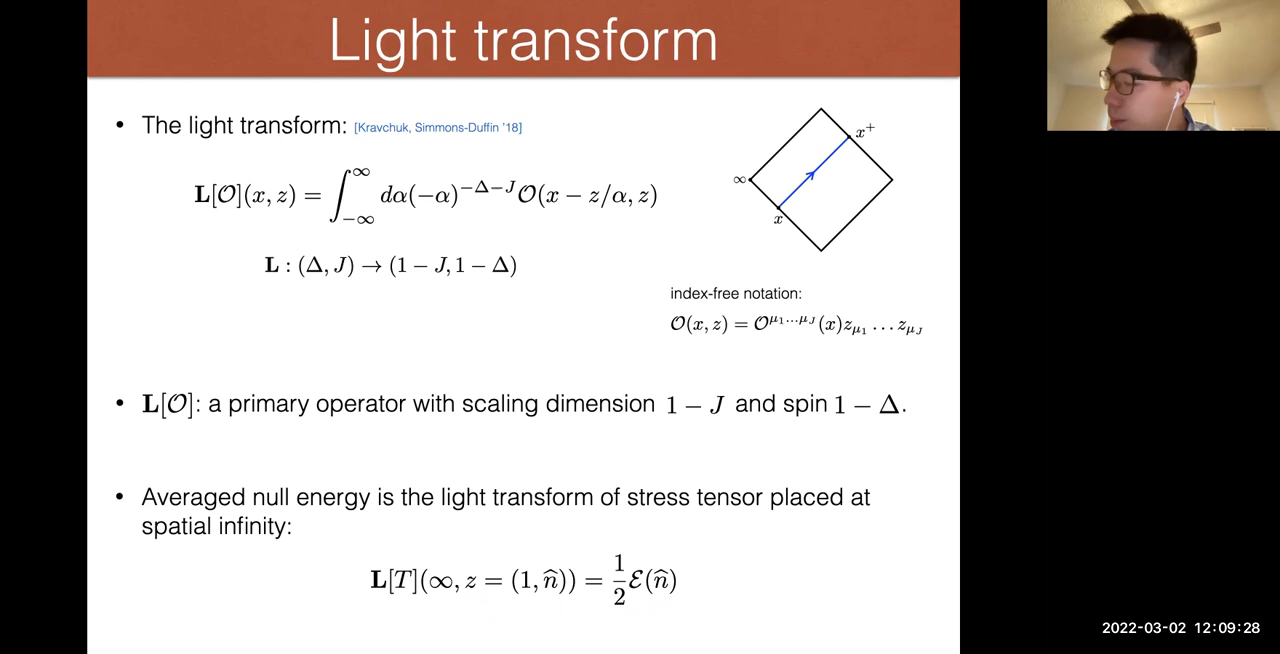 Light transform
• The light transform: [Kravchuk, Simmons-Duffin '18]
L[𝒪](x, z) = ∫_{-∞}^{∞} dα(−α)^{−Δ−J} 𝒪(x − z/α, z)
L : (Δ, J) → (1 − J, 1 − Δ)
x⁺
∞
x
index-free notation:
𝒪(x, z) = 𝒪^{μ₁...μ_J}(x)z_{μ₁} . . . z_{μ_J}
• L[𝒪]: a primary operator with scaling dimension 1 − J and spin 1 − Δ.
• Averaged null energy is the light transform of stress tensor placed at
spatial infinity:
L[T](∞, z = (1, n̂)) = \frac{1}{2}ℰ(n̂)
2022-03-02 12:09:28